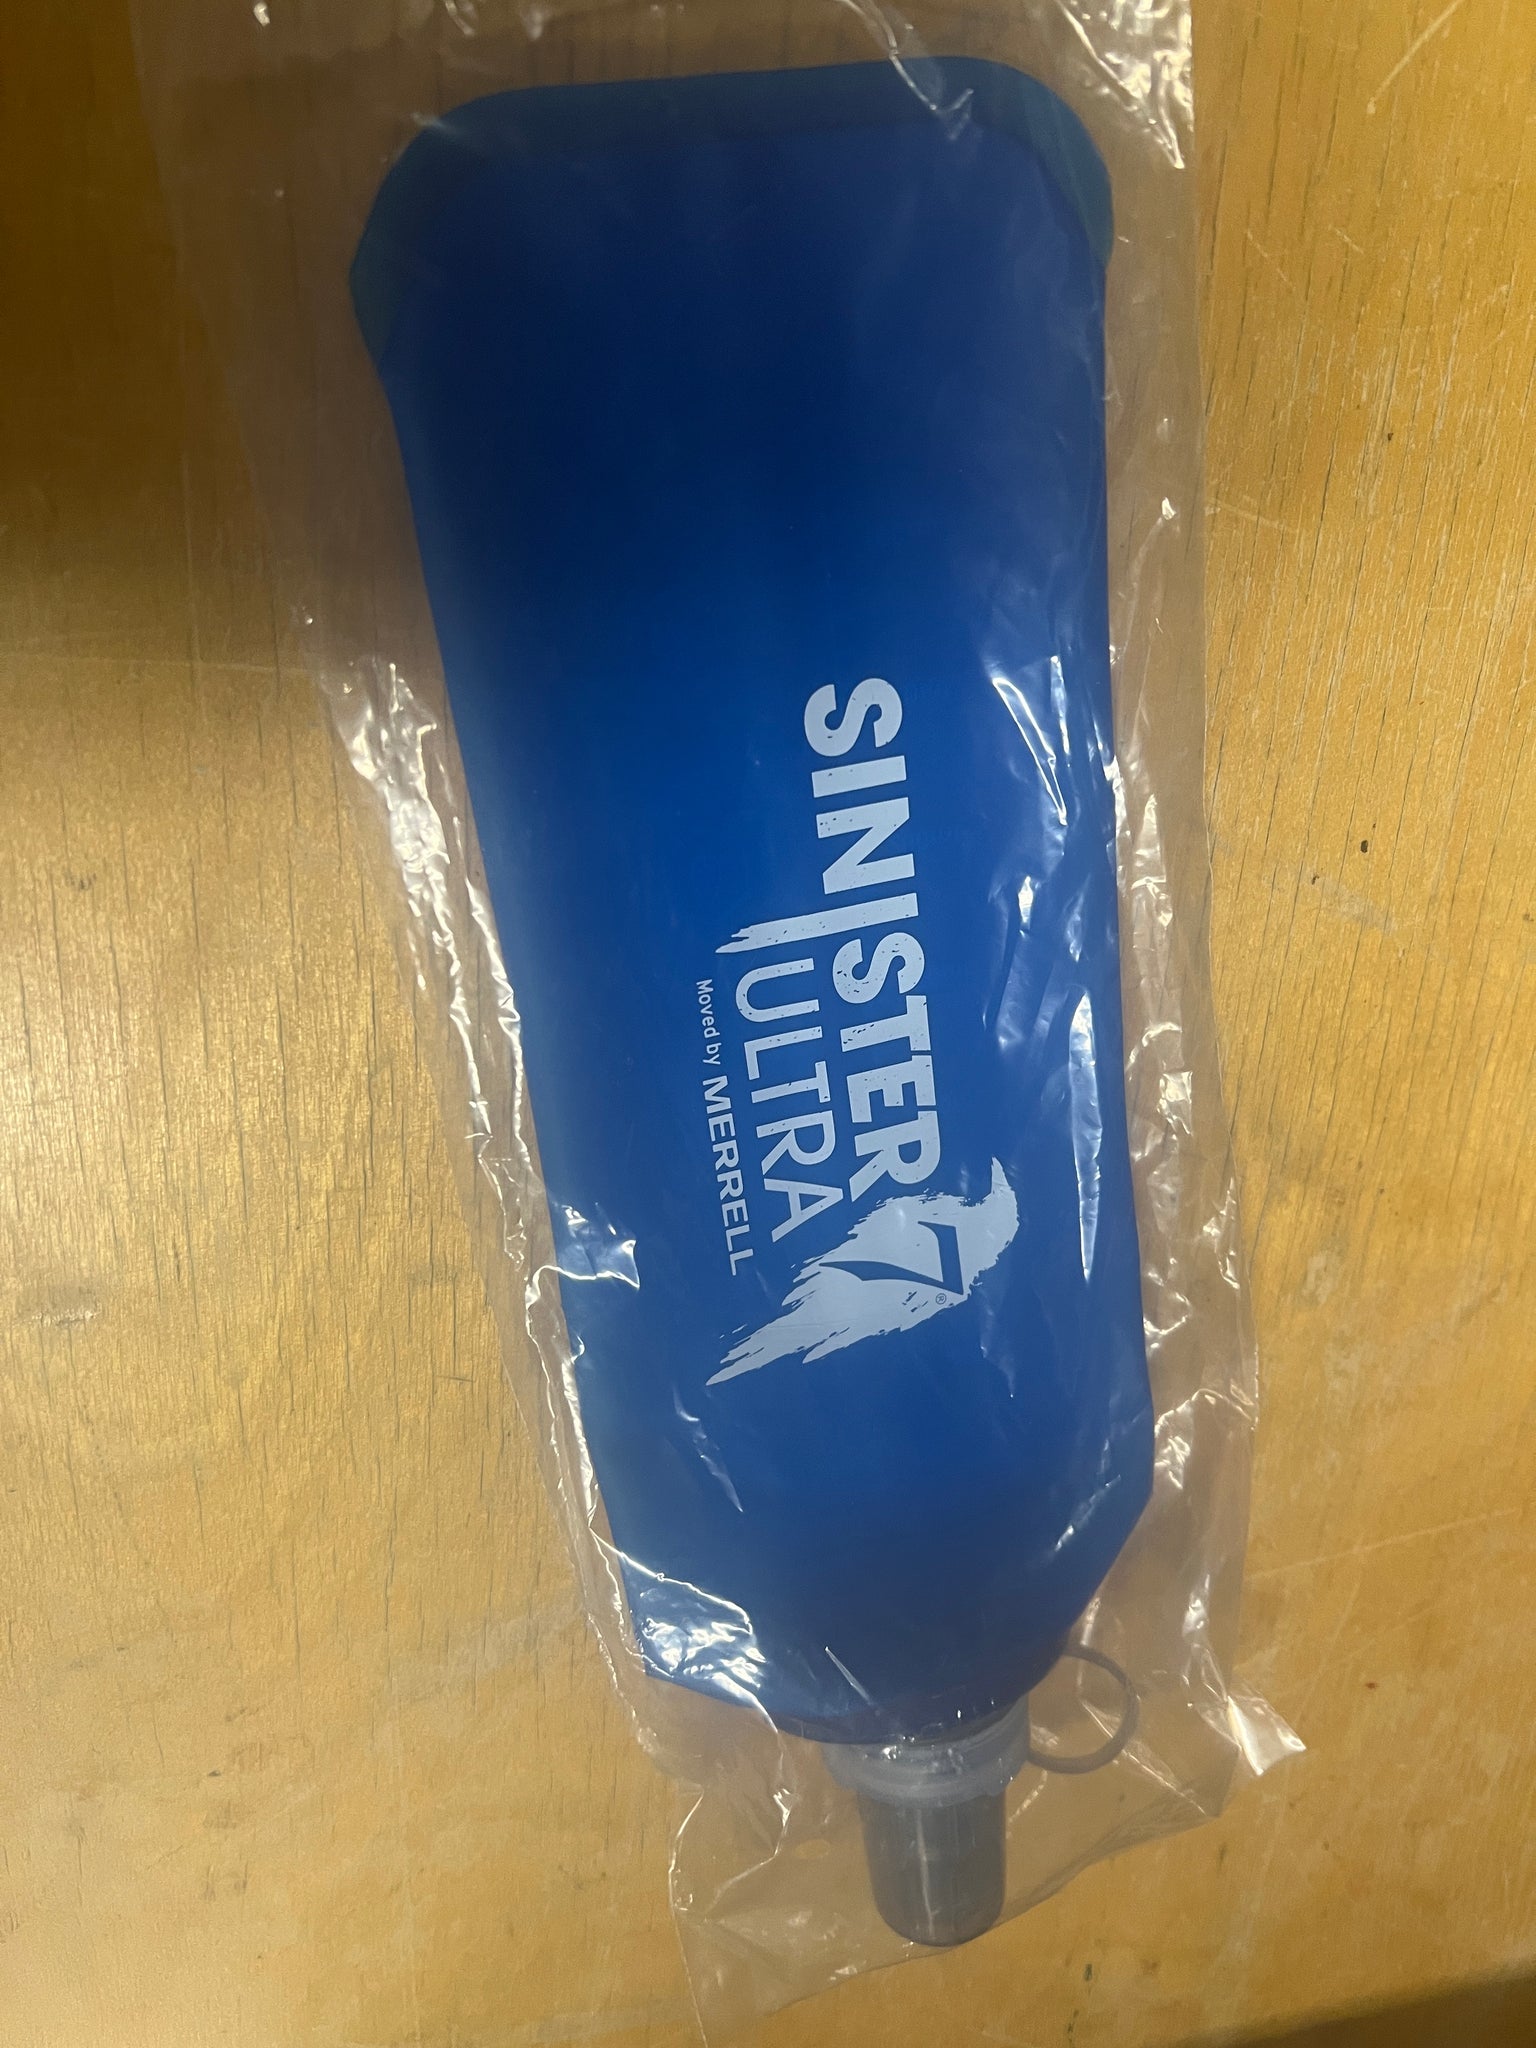 SINISTER
ULTRA
Moved by MERRELL
®